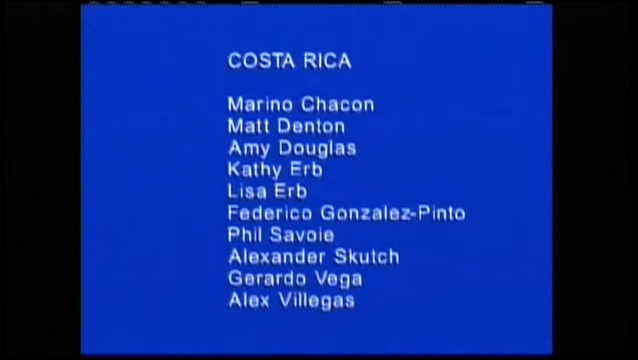 COSTA RICA
Marino Chacon
Matt Denton
Amy Douglas
Kathy Erb
Lisa Erb
Federico Gonzalez-Pinto
Phil Savoie
Alexander Skutch
Gerardo Vega
Alex Villegas